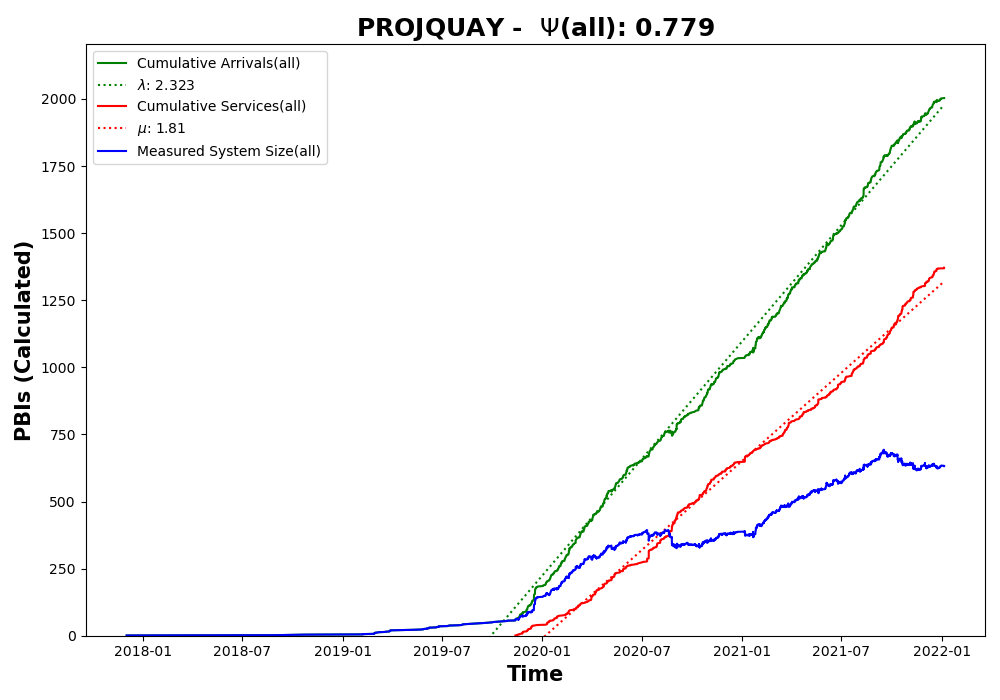 PROJQUAY - Ψ(all): 0.779
Cumulative Arrivals(all)
λ: 2.323
Cumulative Services(all)
μ: 1.81
Measured System Size(all)
PBIs (Calculated)
2000
1750
1500
1250
1000
750
500
250
0
2018-01 2018-07 2019-01 2019-07 2020-01 2020-07 2021-01 2021-07 2022-01
Time